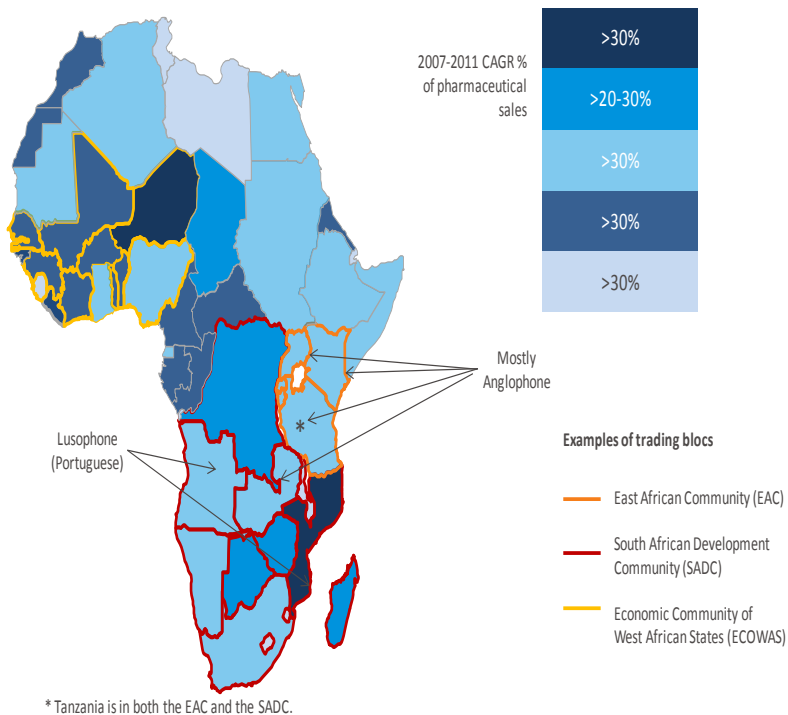 2007-2011 CAGR %
of pharmaceutical
sales
>30%
>20-30%
>30%
>30%
>30%
Mostly
Anglophone
*
Lusophone
(Portuguese)
Examples of trading blocs
East African Community (EAC)
South African Development
Community (SADC)
Economic Community of
West African States (ECOWAS)
* Tanzania is in both the EAC and the SADC.